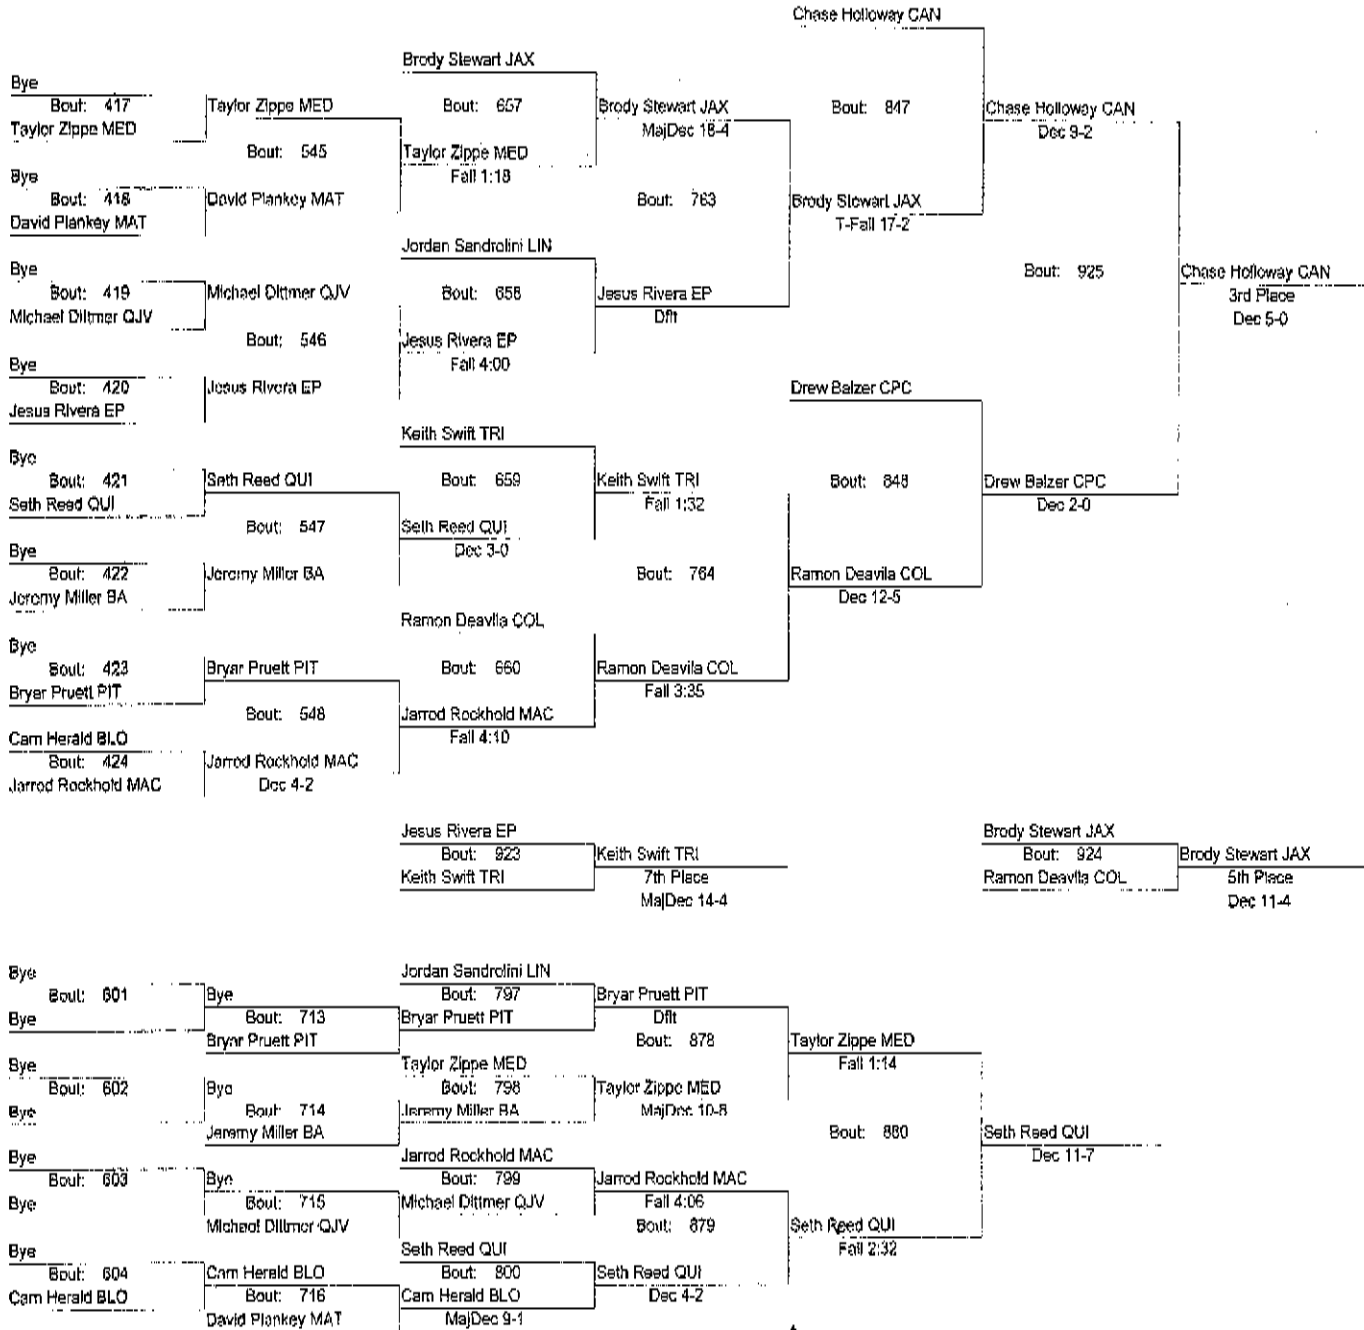 Chase Holloway CAN
Brody Stewart JAX
Bye
Bout: 417
Taylor Zippe MED
Bout: 657
Brody Stewart JAX
Bout: 847
Chase Holloway CAN
Taylor Zippe MED
MajDec 18-4
Dec 9-2
Bout: 545
Taylor Zippe MED
Fall 1:18
Bye
Bout: 418
David Plankey MAT
Bout: 763
Brody Stewart JAX
David Plankey MAT
T-Fall 17-2
Jordan Sandrolini LIN
Bye
Bout: 419
Michael Dittmer QJV
Bout: 658
Jesus Rivera EP
Bout: 925
Chase Holloway CAN
Michael Dittmer QJV
Dflt
3rd Place
Bout: 546
Jesus Rivera EP
Dec 5-0
Fall 4:00
Bye
Bout: 420
Jesus Rivera EP
Drew Balzer CPC
Jesus Rivera EP
Keith Swift TRI
Bye
Bout: 421
Seth Reed QUI
Bout: 659
Keith Swift TRI
Bout: 848
Drew Balzer CPC
Seth Reed QUI
Fall 1:32
Dec 2-0
Bout: 547
Seth Reed QUI
Dec 3-0
Bye
Bout: 422
Jeremy Miller BA
Bout: 764
Ramon Deavila COL
Jeremy Miller BA
Dec 12-5
Ramon Deavila COL
Bye
Bout: 423
Bryar Pruett PIT
Bout: 660
Ramon Deavila COL
Bryar Pruett PIT
Fall 3:35
Bout: 548
Jarrod Rockhold MAC
Fall 4:10
Cam Herald BLO
Bout: 424
Jarrod Rockhold MAC
Jarrod Rockhold MAC
Dec 4-2
Jesus Rivera EP
Brody Stewart JAX
Bout: 923
Keith Swift TRI
Bout: 924
Brody Stewart JAX
Keith Swift TRI
7th Place
Ramon Deavila COL
5th Place
MajDec 14-4
Dec 11-4
Bye
Jordan Sandrolini LIN
Bout: 601
Bye
Bout: 797
Bryar Pruett PIT
Bye
Bout: 713
Bryar Pruett PIT
Dflt
Bryar Pruett PIT
Bout: 878
Taylor Zippe MED
Bye
Taylor Zippe MED
Fall 1:14
Bout: 602
Bye
Bout: 798
Taylor Zippe MED
Bye
Bout: 714
Jeremy Miller BA
MajDec 10-8
Jeremy Miller BA
Bout: 880
Seth Reed QUI
Bye
Jarrod Rockhold MAC
Dec 11-7
Bout: 603
Bye
Bout: 799
Jarrod Rockhold MAC
Bye
Bout: 715
Michael Dittmer QJV
Fall 4:06
Michael Dittmer QJV
Bout: 879
Seth Reed QUI
Bye
Seth Reed QUI
Fall 2:32
Bout: 604
Cam Herald BLO
Bout: 800
Seth Reed QUI
Cam Herald BLO
Bout: 716
Cam Herald BLO
Dec 4-2
David Plankey MAT
MajDec 9-1